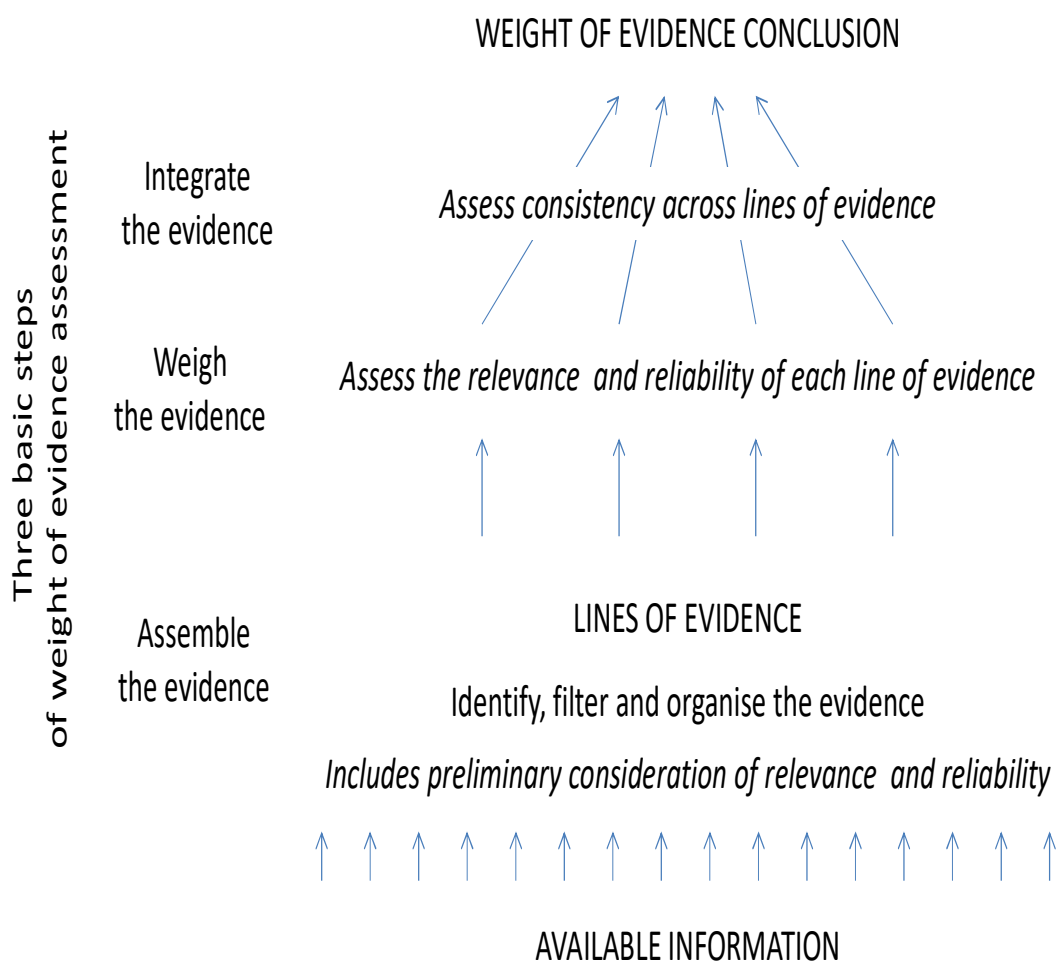 WEIGHT OF EVIDENCE CONCLUSION
Three basic steps
of weight of evidence assessment
Integrate
the evidence
Assess consistency across lines of evidence
Weigh
the evidence
Assess the relevance and reliability of each line of evidence
Assemble
the evidence
LINES OF EVIDENCE
Identify, filter and organise the evidence
Includes preliminary consideration of relevance and reliability
AVAILABLE INFORMATION